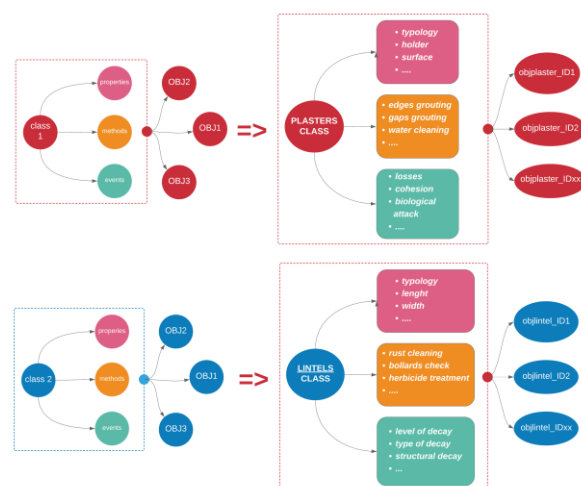 properties
methods
events
class
1
OBJ2
OBJ1
OBJ3
=>
PLASTERS
CLASS
• typology
• holder
• surface
• ....
• edges grouting
• gaps grouting
• water cleaning
• ....
• losses
• cohesion
• biological
attack
• ....
objplaster_ID1
objplaster_ID2
objplaster_IDxx
properies
methods
events
class 2
OBJ2
OBJ1
OBJ3
=>
LINTELS
CLASS
• typology
• lenght
• width
• ....
• rust cleaning
• bollards check
• herbicide treatment
• ....
• level of decay
• type of decay
• structural decay
• ...
objlintel_ID1
objlintel_ID2
objlintel_IDxx